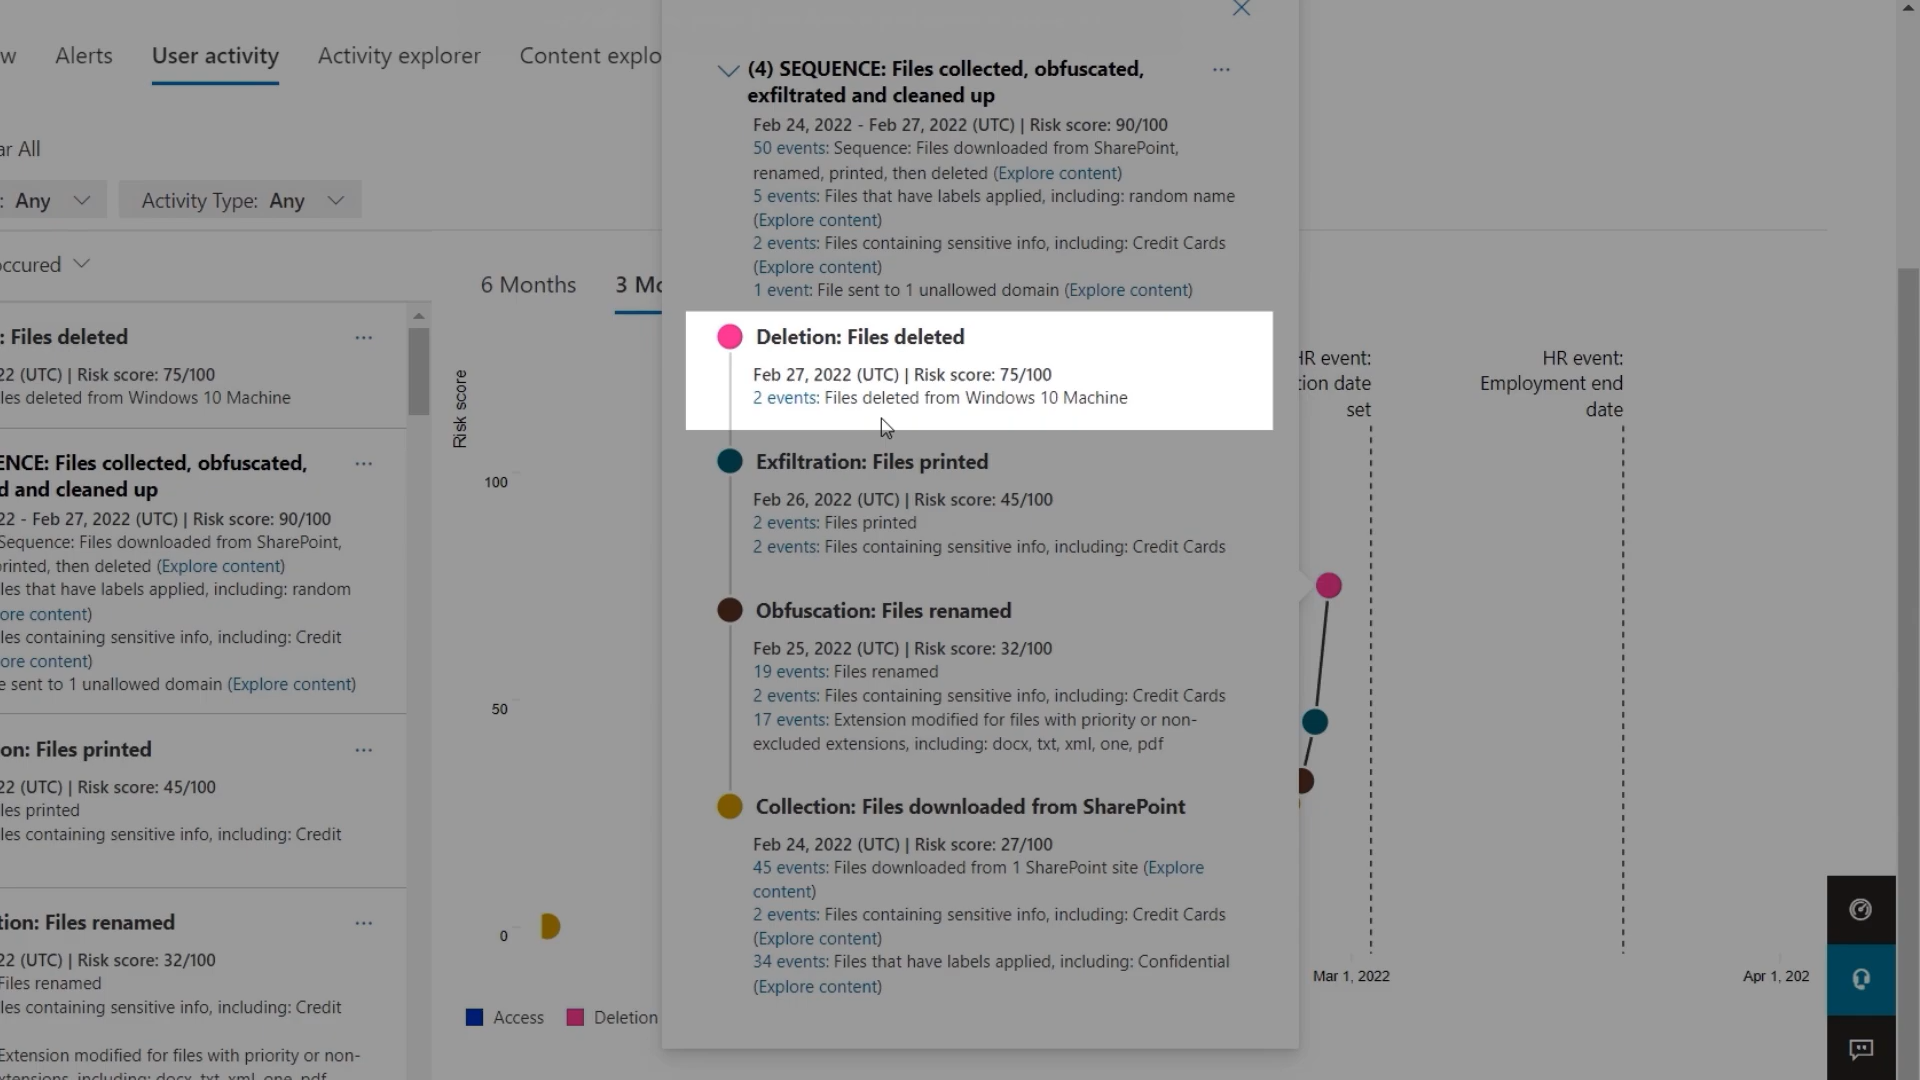 w
Alerts
User activity
Activity explorer
Content explo
ar All
: Any
Activity Type: Any
occured
: Files deleted
22 (UTC) | Risk score: 75/100
les deleted from Windows 10 Machine
ENCE: Files collected, obfuscated,
d and cleaned up
22 - Feb 27, 2022 (UTC) | Risk score: 90/100
Sequence: Files downloaded from SharePoint,
rinted, then deleted (Explore content)
les that have labels applied, including: random
ore content)
les containing sensitive info, including: Credit
ore content)
e sent to 1 unallowed domain (Explore content)
on: Files printed
22 (UTC) | Risk score: 45/100
les printed
les containing sensitive info, including: Credit
tion: Files renamed
22 (UTC) | Risk score: 32/100
Files renamed
les containing sensitive info, including: Credit
Extension modified for files with priority or non-
xtensions, including: docx, txt, xml, one, pdf
6 Months
3 Mo
Risk score
100
50
0
Access
Deletion
(4) SEQUENCE: Files collected, obfuscated,
exfiltrated and cleaned up
Feb 24, 2022 - Feb 27, 2022 (UTC) | Risk score: 90/100
50 events: Sequence: Files downloaded from SharePoint,
renamed, printed, then deleted (Explore content)
5 events: Files that have labels applied, including: random name
(Explore content)
2 events: Files containing sensitive info, including: Credit Cards
(Explore content)
1 event: File sent to 1 unallowed domain (Explore content)
Deletion: Files deleted
Feb 27, 2022 (UTC) | Risk score: 75/100
2 events: Files deleted from Windows 10 Machine
Exfiltration: Files printed
Feb 26, 2022 (UTC) | Risk score: 45/100
2 events: Files printed
2 events: Files containing sensitive info, including: Credit Cards
Obfuscation: Files renamed
Feb 25, 2022 (UTC) | Risk score: 32/100
19 events: Files renamed
2 events: Files containing sensitive info, including: Credit Cards
17 events: Extension modified for files with priority or non-
excluded extensions, including: docx, txt, xml, one, pdf
Collection: Files downloaded from SharePoint
Feb 24, 2022 (UTC) | Risk score: 27/100
45 events: Files downloaded from 1 SharePoint site (Explore
content)
2 events: Files containing sensitive info, including: Credit Cards
(Explore content)
34 events: Files that have labels applied, including: Confidential
(Explore content)
HR event:
tion date
set
HR event:
Employment end
date
Mar 1, 2022
Apr 1, 202